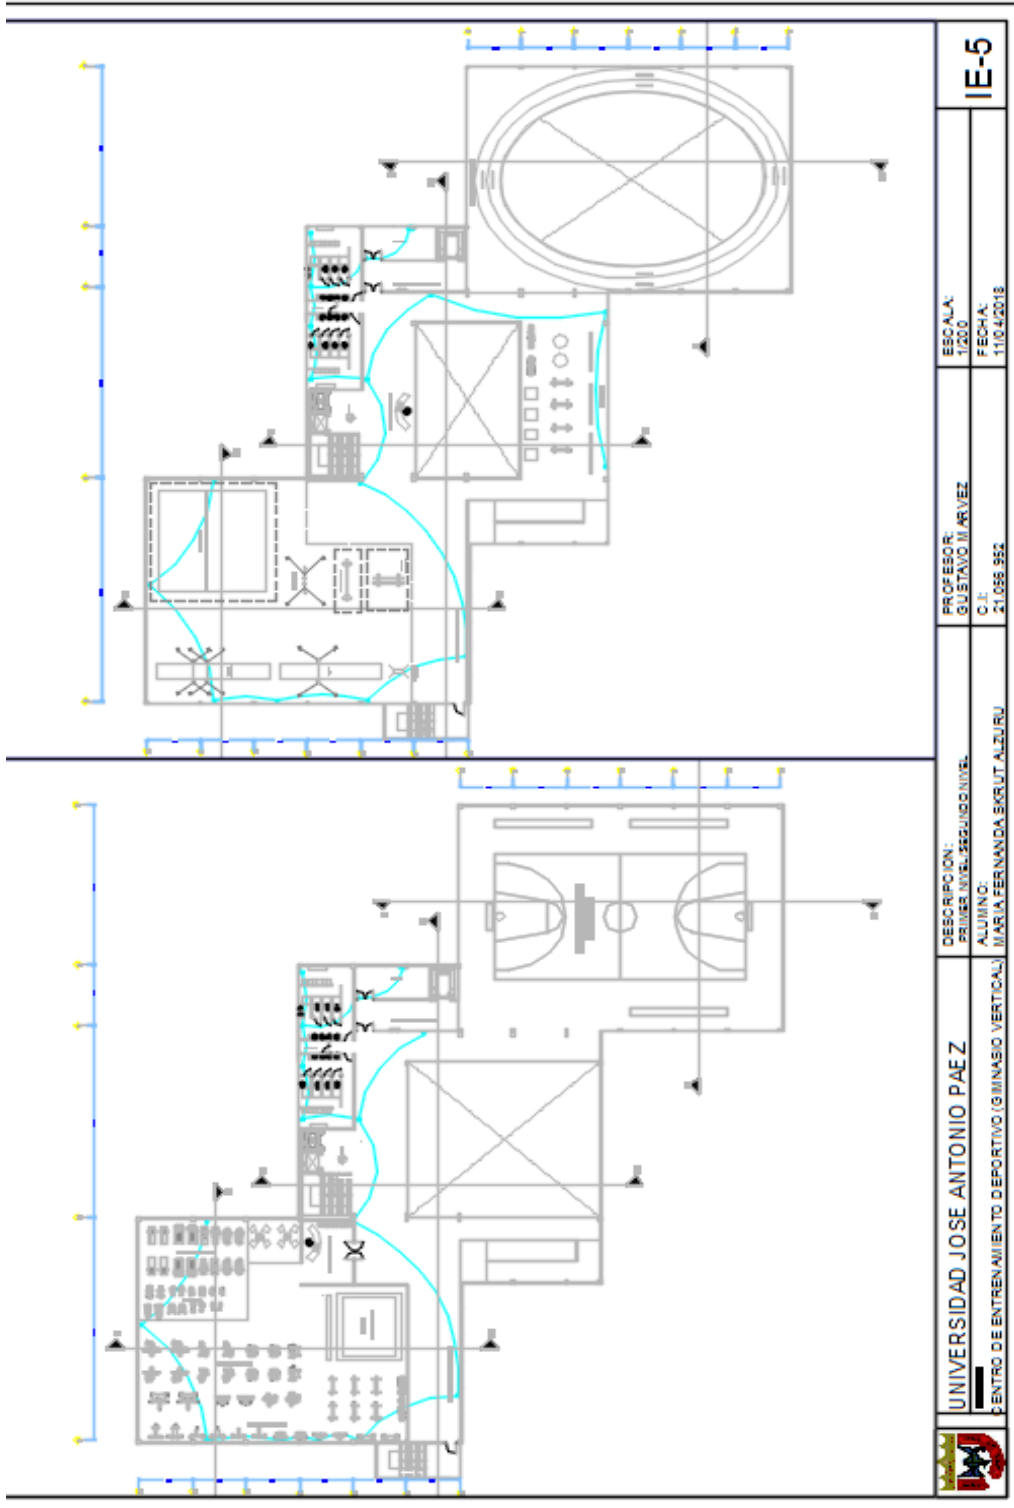 UNIVERSIDAD JOSE ANTONIO PAEZ
CENTRO DE ENTRENAMIENTO DEPORTIVO (GIMNASIO VERTICAL)
DESCRIPCION:
PRIMER NIVEL/SEGUNDO NIVEL
ALUMNO:
MARIA FERNANDA SKRUT ALZURU
PROFESOR:
GUSTAVO MARVEZ
C.I:
21.056.952
ESCALA:
1/200
FECHA:
11/04/2018
IE-5